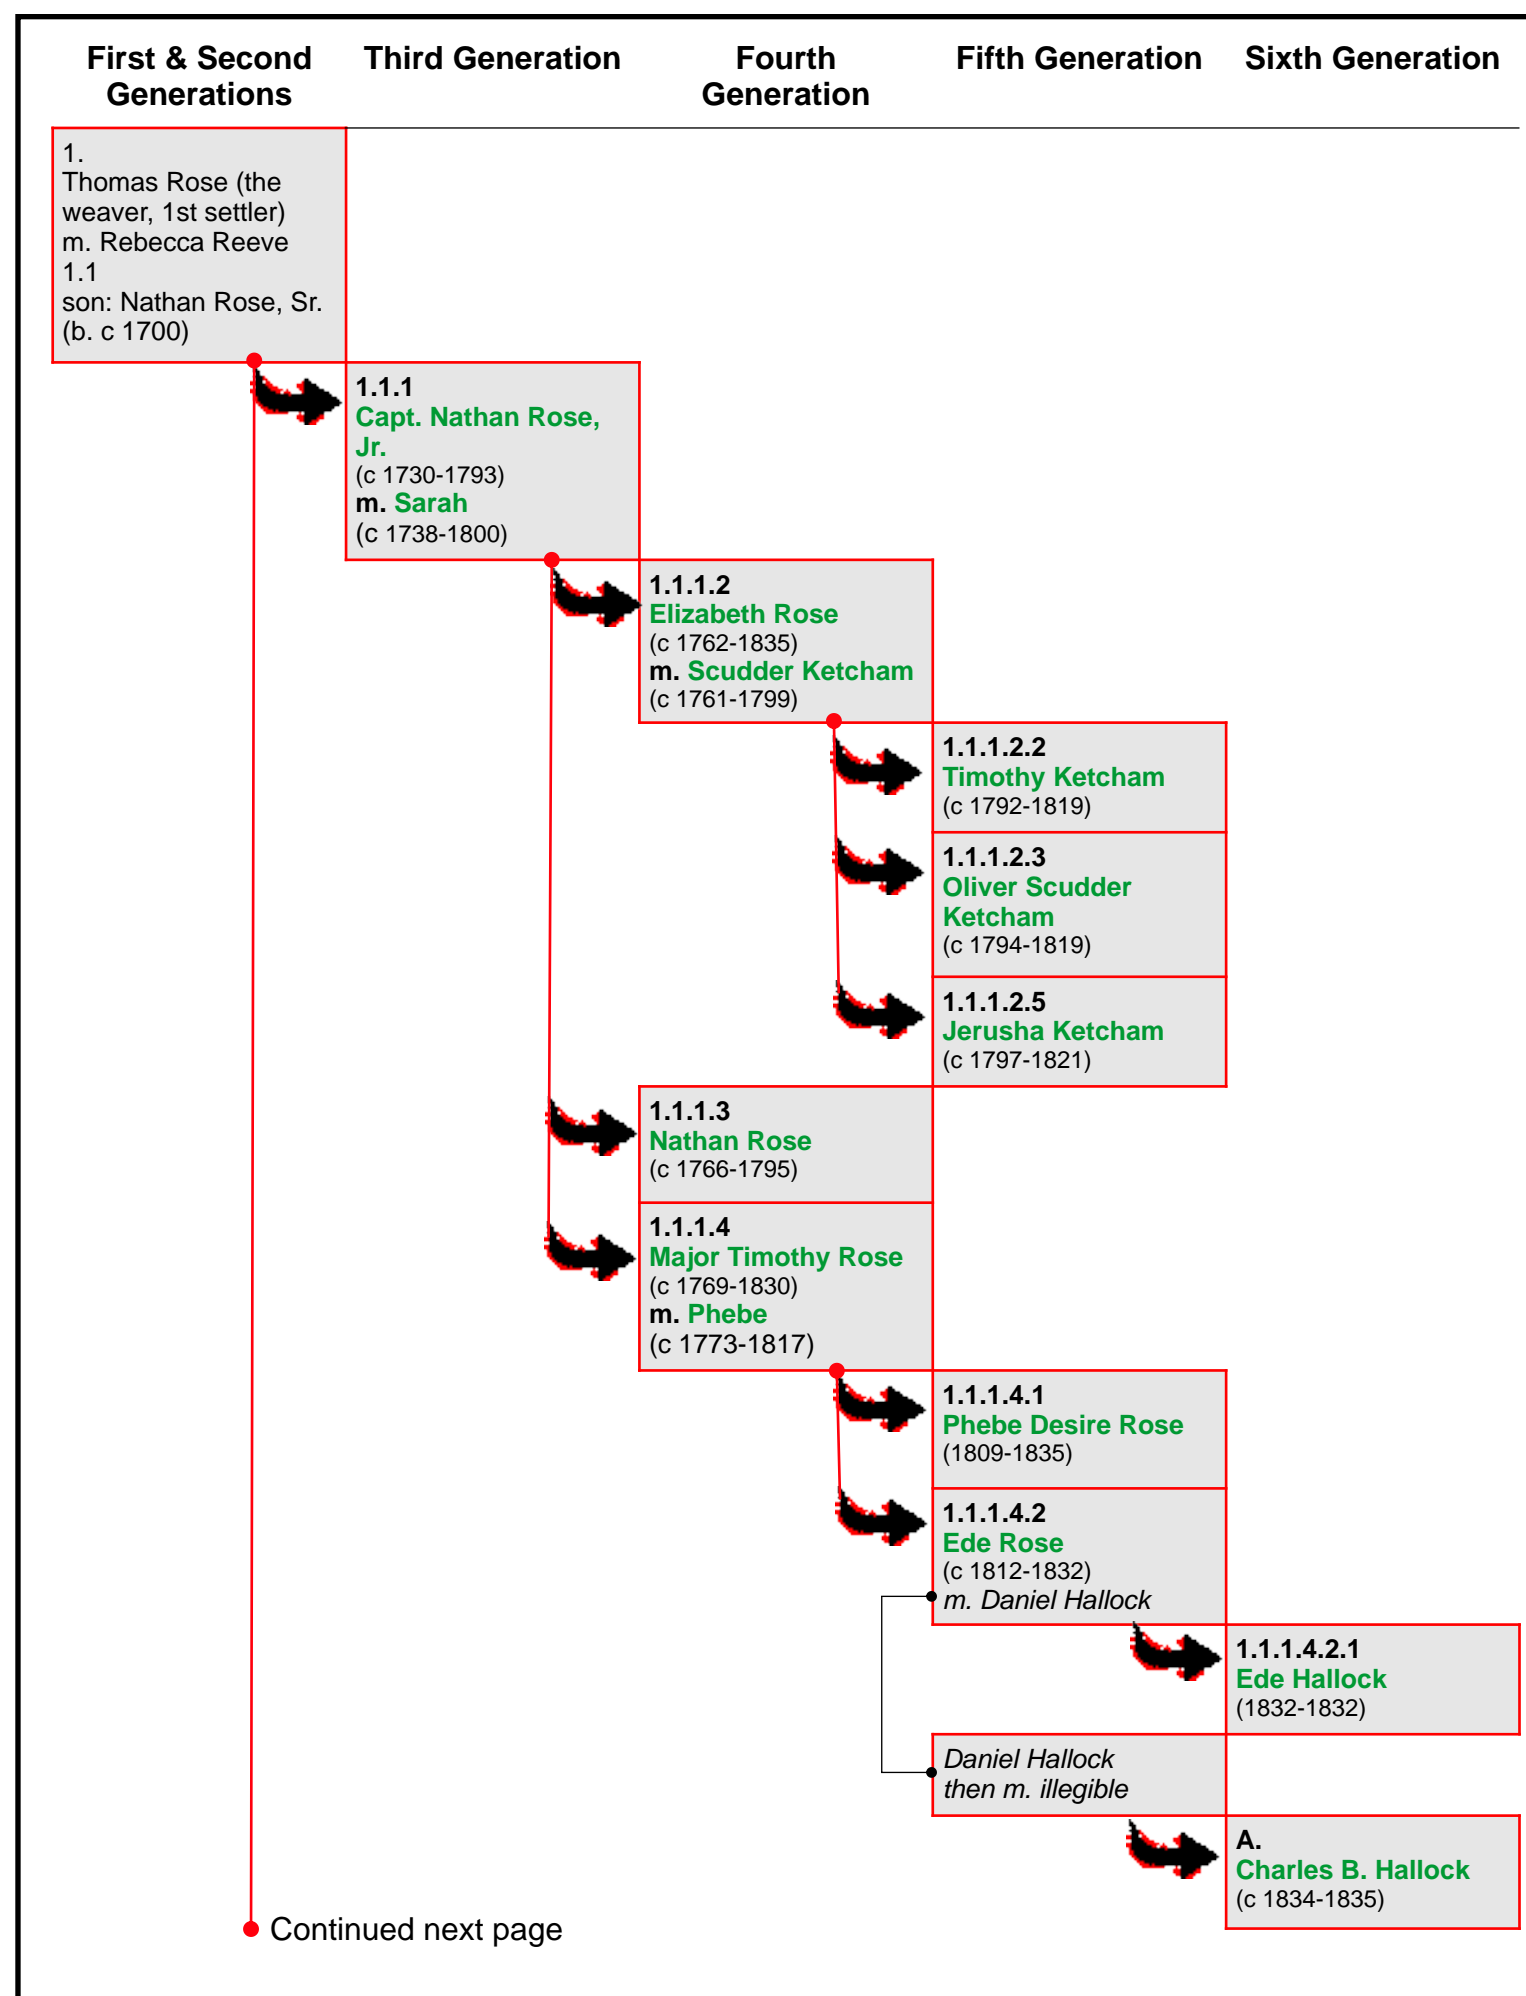 First & Second
Generations
Third Generation
Fourth
Generation
Fifth Generation
Sixth Generation
1.
Thomas Rose (the
weaver, 1st settler)
m. Rebecca Reeve
1.1
son: Nathan Rose, Sr.
(b. c 1700)
1.1.1
Capt. Nathan Rose,
Jr.
(c 1730-1793)
m. Sarah
(c 1738-1800)
1.1.1.2
Elizabeth Rose
(c 1762-1835)
m. Scudder Ketcham
(c 1761-1799)
1.1.1.2.2
Timothy Ketcham
(c 1792-1819)
1.1.1.2.3
Oliver Scudder
Ketcham
(c 1794-1819)
1.1.1.2.5
Jerusha Ketcham
(c 1797-1821)
1.1.1.3
Nathan Rose
(c 1766-1795)
1.1.1.4
Major Timothy Rose
(c 1769-1830)
m. Phebe
(c 1773-1817)
1.1.1.4.1
Phebe Desire Rose
(1809-1835)
1.1.1.4.2
Ede Rose
(c 1812-1832)
m. Daniel Hallock
1.1.1.4.2.1
Ede Hallock
(1832-1832)
Daniel Hallock
then m. illegible
A.
Charles B. Hallock
(c 1834-1835)
Continued next page